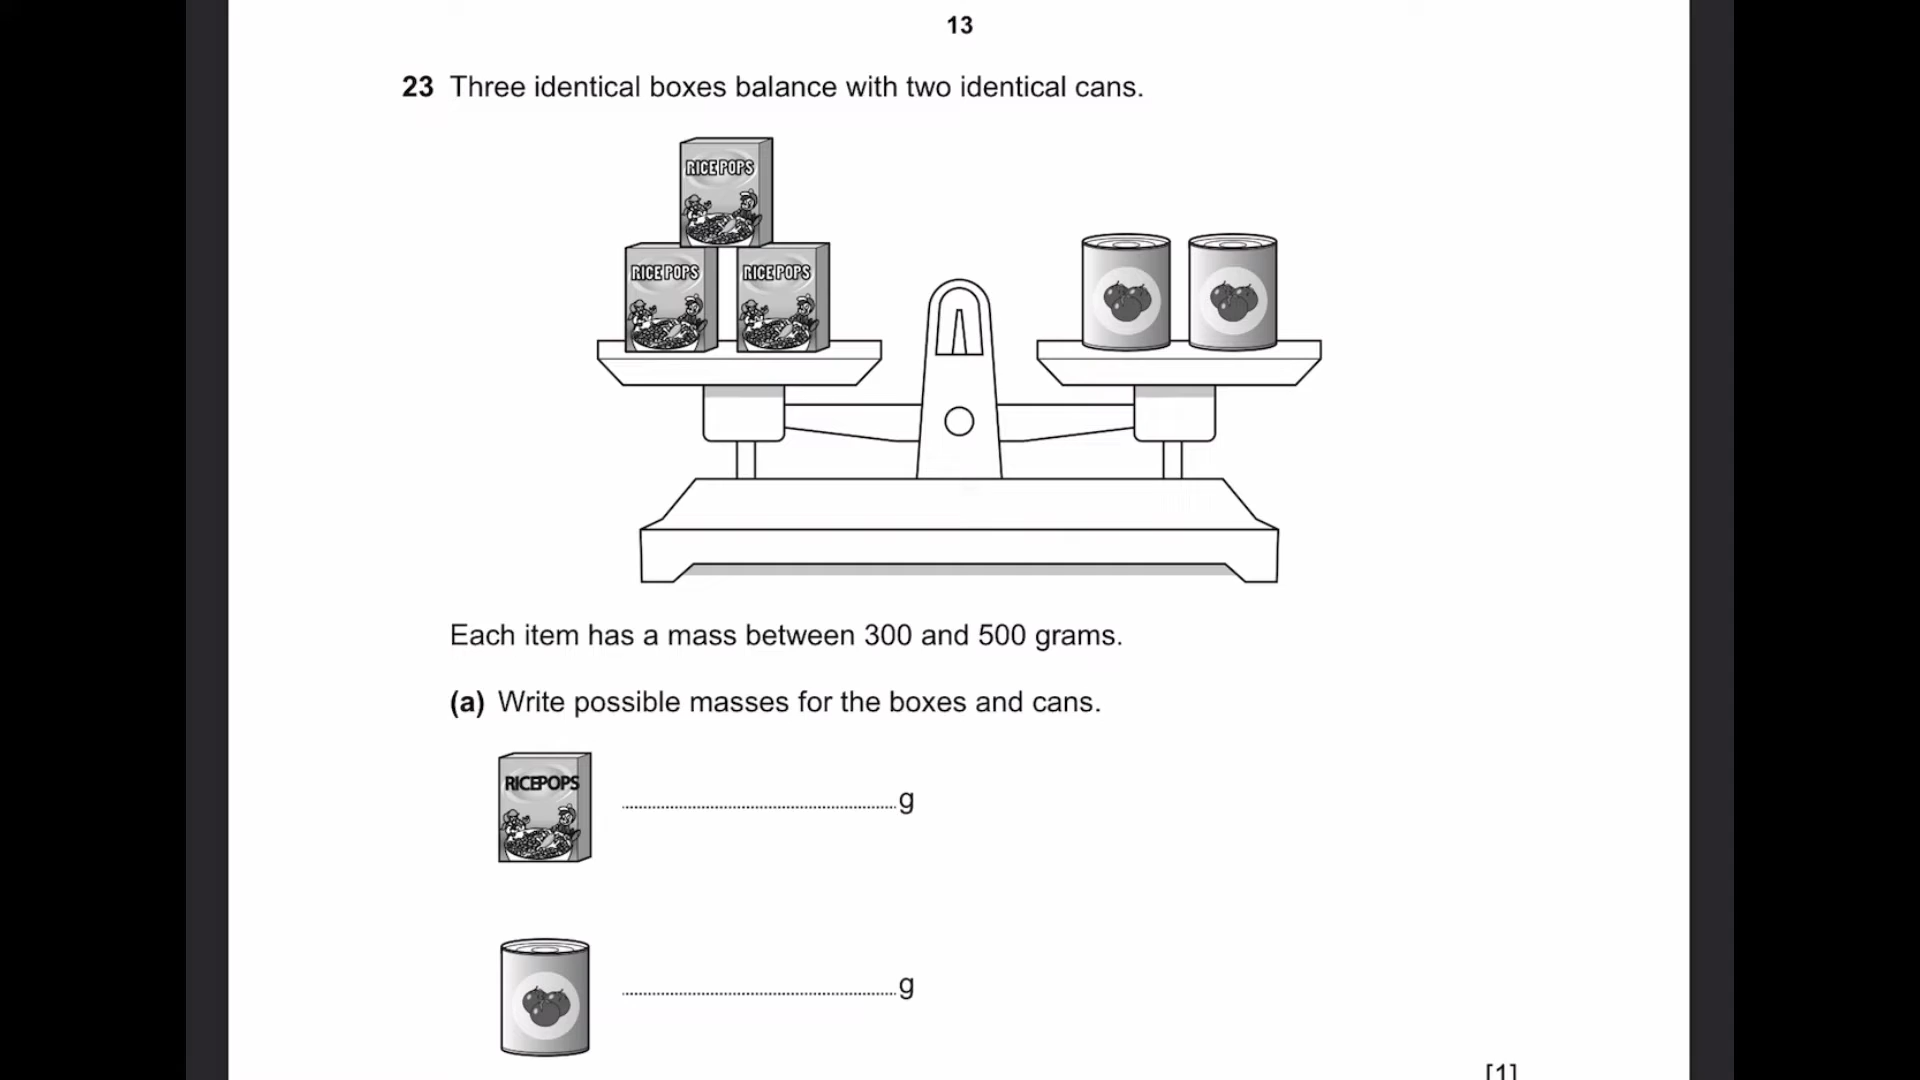 13
23 Three identical boxes balance with two identical cans.
RICE POPS
RICE POPS RICE POPS
Each item has a mass between 300 and 500 grams.
(a) Write possible masses for the boxes and cans.
RICEPOPS
g
g
[1]